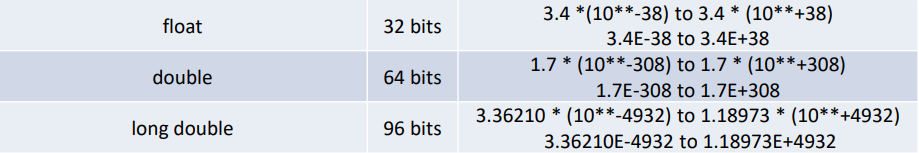 float 32 bits 3.4 *(10**-38) to 3.4 * (10**+38)
3.4E-38 to 3.4E+38
double 64 bits 1.7 * (10**-308) to 1.7 * (10**+308)
1.7E-308 to 1.7E+308
long double 96 bits 3.36210 * (10**-4932) to 1.18973 * (10**+4932)
3.36210E-4932 to 1.18973E+4932